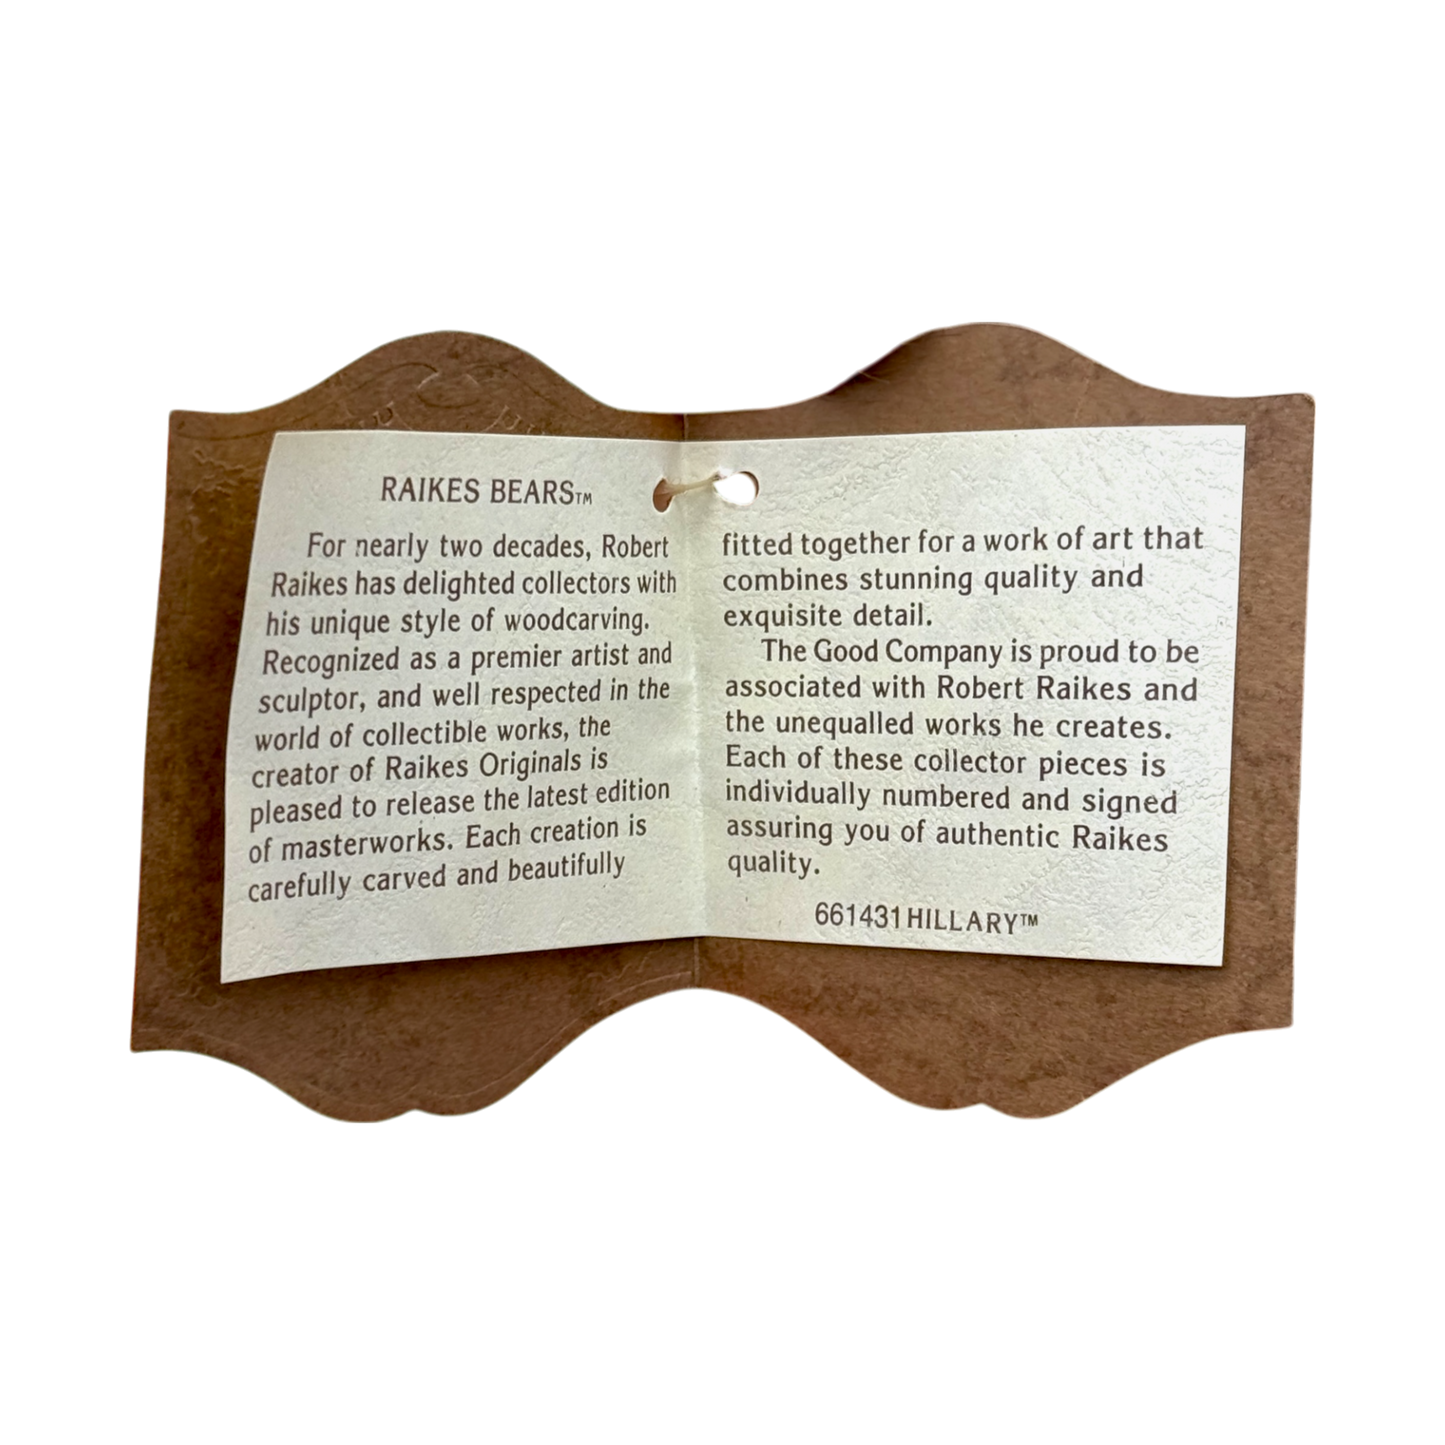 RAIKES BEARS™
For nearly two decades, Robert
Raikes has delighted collectors with
his unique style of woodcarving.
Recognized as a premier artist and
sculptor, and well respected in the
world of collectible works, the
creator of Raikes Originals is
pleased to release the latest edition
of masterworks. Each creation is
carefully carved and beautifully
fitted together for a work of art that
combines stunning quality and
exquisite detail.
The Good Company is proud to be
associated with Robert Raikes and
the unequalled works he creates.
Each of these collector pieces is
individually numbered and signed
assuring you of authentic Raikes
quality.
661431 HILLARY™